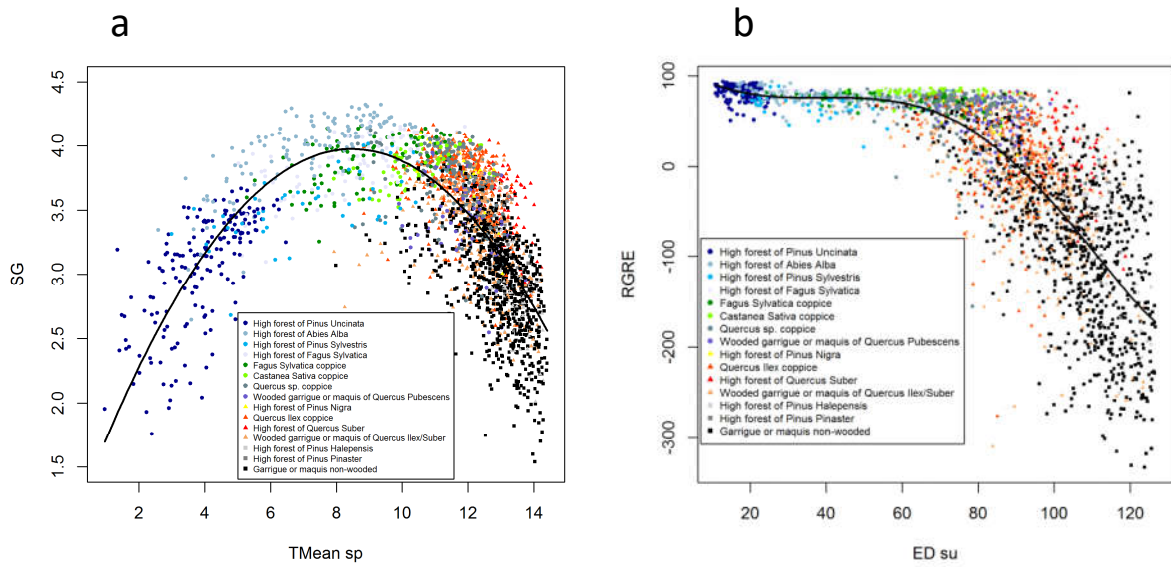 a
b
SG
4.5
4.0
3.5
3.0
2.5
2.0
1.5
High forest of Pinus Uncinata
High forest of Abies Alba
High forest of Pinus Sylvestris
High forest of Fagus Sylvatica
Fagus Sylvatica coppice
Castanea Sativa coppice
Quercus sp. coppice
Wooded garrigue or maquis of Quercus Pubescens
High forest of Pinus Nigra
Quercus Ilex coppice
High forest of Quercus Suber
Wooded garrigue or maquis of Quercus Ilex/Suber
High forest of Pinus Halepensis
High forest of Pinus Pinaster
Garrigue or maquis non-wooded
2 4 6 8 10 12 14
TMean sp
RGRE
100
0
-100
-200
-300
High forest of Pinus Uncinata
High forest of Abies Alba
High forest of Pinus Sylvestris
High forest of Fagus Sylvatica
Fagus Sylvatica coppice
Castanea Sativa coppice
Quercus sp. coppice
Wooded garrigue or maquis of Quercus Pubescens
High forest of Pinus Nigra
Quercus Ilex coppice
High forest of Quercus Suber
Wooded garrigue or maquis of Quercus Ilex/Suber
High forest of Pinus Halepensis
High forest of Pinus Pinaster
Garrigue or maquis non-wooded
20 40 60 80 100 120
ED su